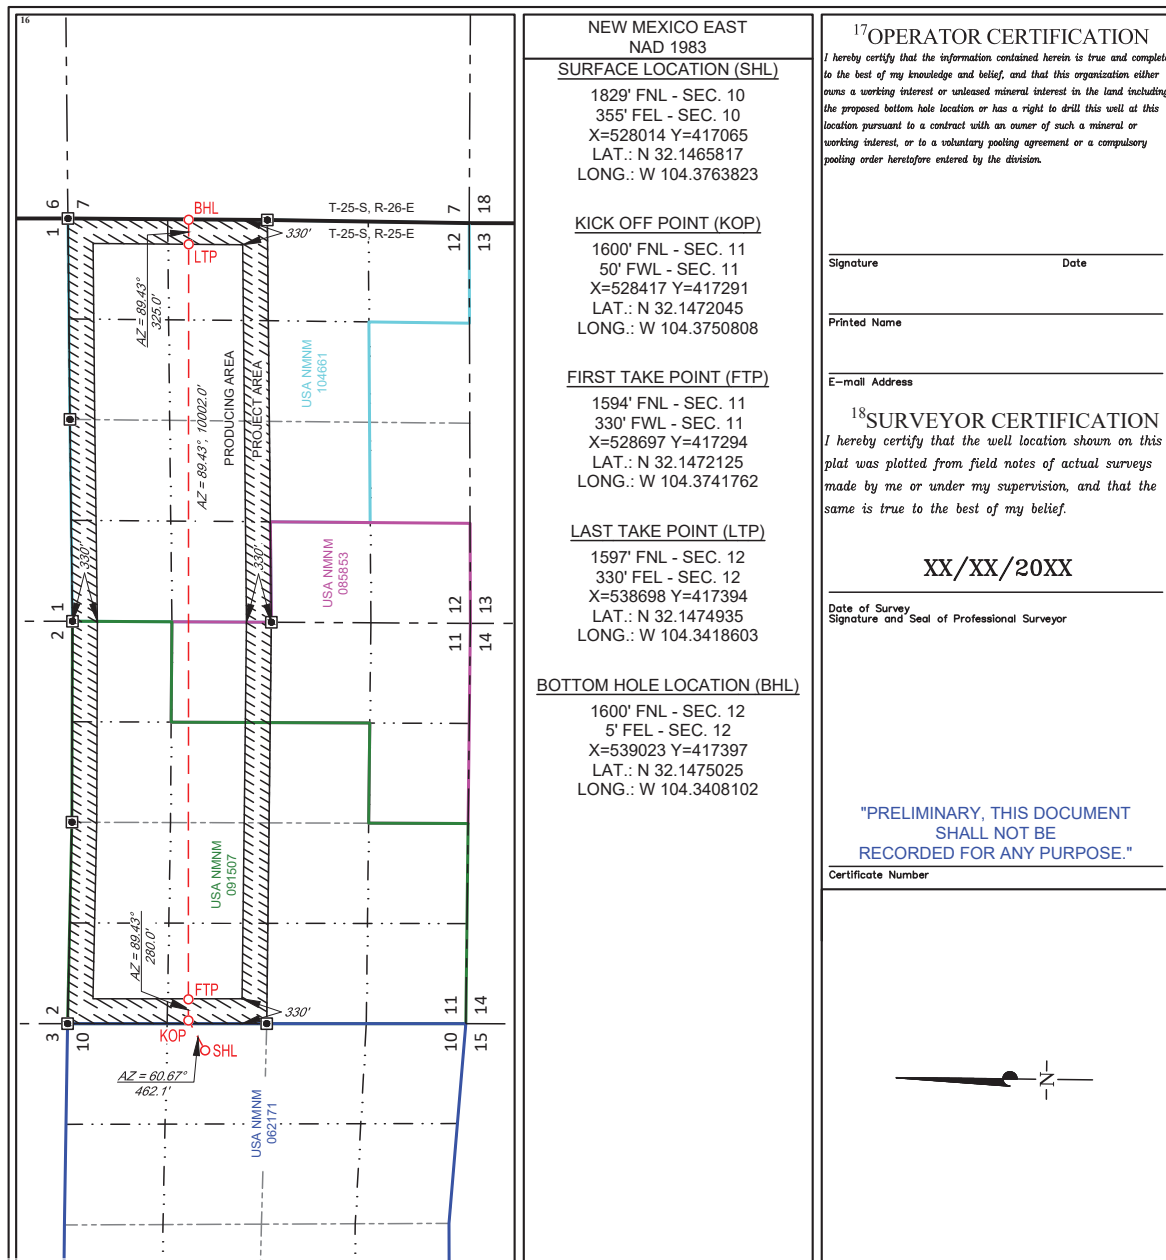 16
6
7
1
BHL
T-25-S, R-26-E
T-25-S, R-25-E
7
18
12
13
330'
LTP
AZ = 89.43°
325.0'
USA NMNM
104661
PRODUCING AREA
PROJECT AREA
AZ = 89.43°, 10002.0'
330'
330'
USA NMNM
085853
1
2
12
13
11
14
USA NMNM
091507
AZ = 89.43°
280.0'
FTP
330'
2
3
10
KOP
SHL
11
14
10
15
AZ = 60.67°
462.1'
USA NMNM
062171
NEW MEXICO EAST
NAD 1983
SURFACE LOCATION (SHL)
1829' FNL - SEC. 10
355' FEL - SEC. 10
X=528014 Y=417065
LAT.: N 32.1465817
LONG.: W 104.3763823
KICK OFF POINT (KOP)
1600' FNL - SEC. 11
50' FWL - SEC. 11
X=528417 Y=417291
LAT.: N 32.1472045
LONG.: W 104.3750808
FIRST TAKE POINT (FTP)
1594' FNL - SEC. 11
330' FWL - SEC. 11
X=528697 Y=417294
LAT.: N 32.1472125
LONG.: W 104.3741762
LAST TAKE POINT (LTP)
1597' FNL - SEC. 12
330' FEL - SEC. 12
X=538698 Y=417394
LAT.: N 32.1474935
LONG.: W 104.3418603
BOTTOM HOLE LOCATION (BHL)
1600' FNL - SEC. 12
5' FEL - SEC. 12
X=539023 Y=417397
LAT.: N 32.1475025
LONG.: W 104.3408102
17OPERATOR CERTIFICATION
I hereby certify that the information contained herein is true and complete
to the best of my knowledge and belief, and that this organization either
owns a working interest or unleased mineral interest in the land including
the proposed bottom hole location or has a right to drill this well at this
location pursuant to a contract with an owner of such a mineral or
working interest, or to a voluntary pooling agreement or a compulsory
pooling order heretofore entered by the division.
Signature Date
Printed Name
E-mail Address
18SURVEYOR CERTIFICATION
I hereby certify that the well location shown on this
plat was plotted from field notes of actual surveys
made by me or under my supervision, and that the
same is true to the best of my belief.
XX/XX/20XX
Date of Survey
Signature and Seal of Professional Surveyor
"PRELIMINARY, THIS DOCUMENT
SHALL NOT BE
RECORDED FOR ANY PURPOSE."
Certificate Number
N